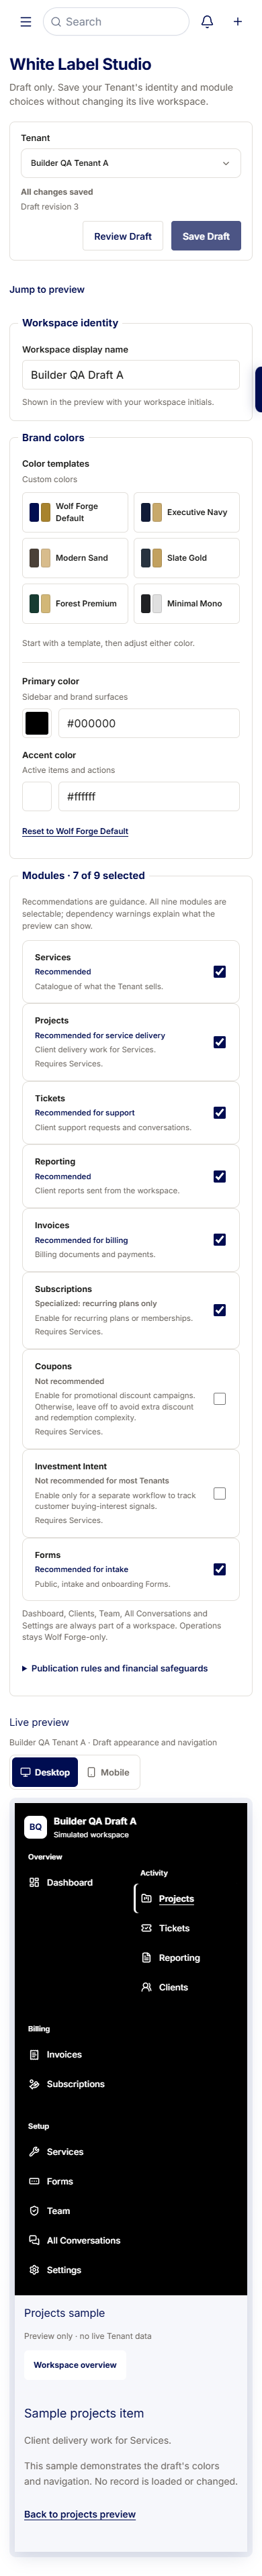 Search
White Label Studio
Draft only. Save your Tenant's identity and module
choices without changing its live workspace.
Tenant
Builder QA Tenant A
All changes saved
Draft revision 3
Review Draft
Save Draft
Jump to preview
Workspace identity
Workspace display name
Builder QA Draft A
Shown in the preview with your workspace initials.
Brand colors
Color templates
Custom colors
Wolf Forge
Default
Executive Navy
Modern Sand
Slate Gold
Forest Premium
Minimal Mono
Start with a template, then adjust either color.
Primary color
Sidebar and brand surfaces
#000000
Accent color
Active items and actions
#ffffff
Reset to Wolf Forge Default
Modules · 7 of 9 selected
Recommendations are guidance. All nine modules are
selectable; dependency warnings explain what the
preview can show.
Services
Recommended
Catalogue of what the Tenant sells.
Projects
Recommended for service delivery
Client delivery work for Services.
Requires Services.
Tickets
Recommended for support
Client support requests and conversations.
Reporting
Recommended
Client reports sent from the workspace.
Invoices
Recommended for billing
Billing documents and payments.
Subscriptions
Specialized: recurring plans only
Enable for recurring plans or memberships.
Requires Services.
Coupons
Not recommended
Enable for promotional discount campaigns.
Otherwise, leave off to avoid extra discount
and redemption complexity.
Requires Services.
Investment Intent
Not recommended for most Tenants
Enable only for a separate workflow to track
customer buying-interest signals.
Requires Services.
Forms
Recommended for intake
Public, intake and onboarding Forms.
Dashboard, Clients, Team, All Conversations and
Settings are always part of a workspace. Operations
stays Wolf Forge-only.
Publication rules and financial safeguards
Live preview
Builder QA Tenant A · Draft appearance and navigation
Desktop
Mobile
BQ
Builder QA Draft A
Simulated workspace
Overview
Dashboard
Activity
Projects
Tickets
Reporting
Clients
Billing
Invoices
Subscriptions
Setup
Services
Forms
Team
All Conversations
Settings
Projects sample
Preview only · no live Tenant data
Workspace overview
Sample projects item
Client delivery work for Services.
This sample demonstrates the draft's colors
and navigation. No record is loaded or changed.
Back to projects preview